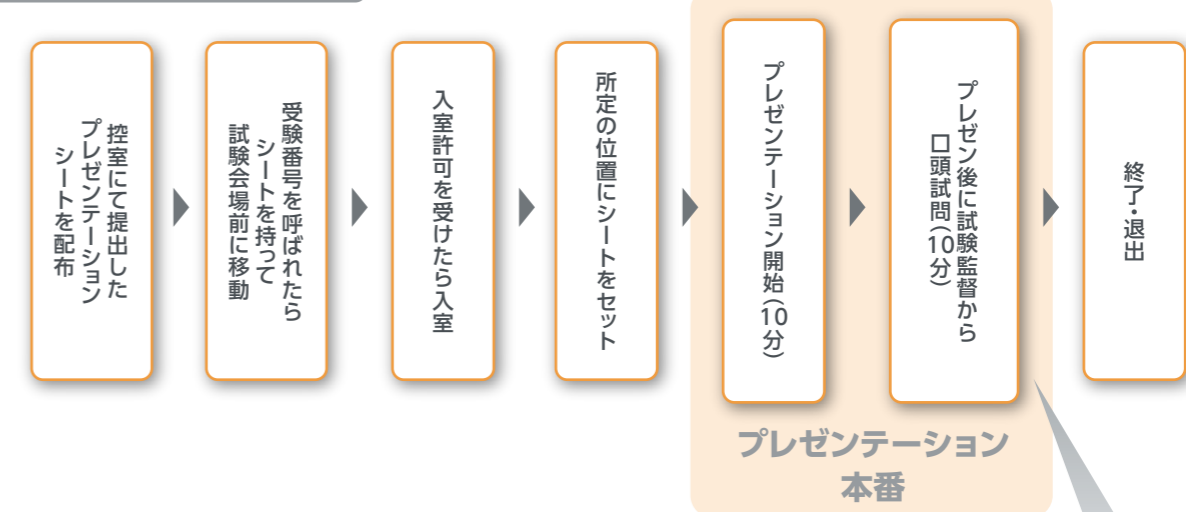 控室にて提出した
プレゼンテーション
シートを配布
受験番号を呼ばれたら
シートを持って
試験会場前に移動
入室許可を受けたら入室
所定の位置にシートをセット
プレゼンテーション開始（10分）
プレゼン後に試験監督から
口頭試問（10分）
終了・退出
プレゼンテーション
本番